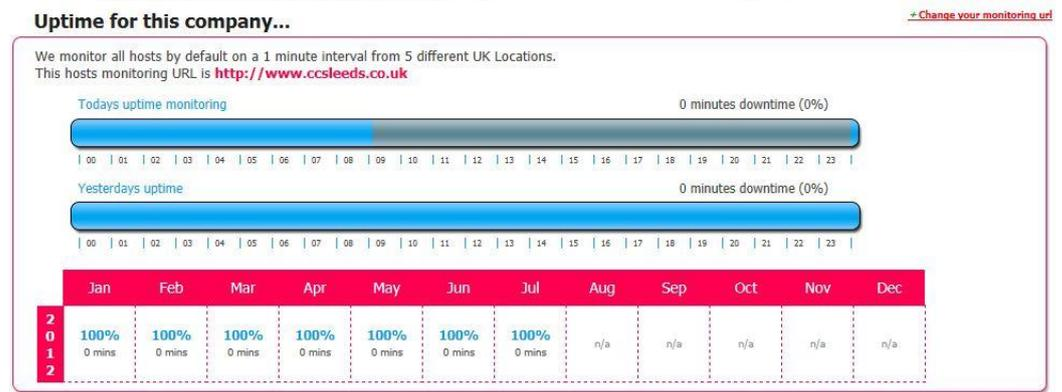 Uptime for this company...
+ Change your monitoring url
We monitor all hosts by default on a 1 minute interval from 5 different UK Locations.
This hosts monitoring URL is http://www.ccsleeds.co.uk
Todays uptime monitoring 0 minutes downtime (0%)
| 00 | 01 | 02 | 03 | 04 | 05 | 06 | 07 | 08 | 09 | 10 | 11 | 12 | 13 | 14 | 15 | 16 | 17 | 18 | 19 | 20 | 21 | 22 | 23 |
Yesterdays uptime 0 minutes downtime (0%)
| 00 | 01 | 02 | 03 | 04 | 05 | 06 | 07 | 08 | 09 | 10 | 11 | 12 | 13 | 14 | 15 | 16 | 17 | 18 | 19 | 20 | 21 | 22 | 23 |
Jan Feb Mar Apr May Jun Jul Aug Sep Oct Nov Dec
2012
100% 100% 100% 100% 100% 100% 100% n/a n/a n/a n/a n/a
0 mins 0 mins 0 mins 0 mins 0 mins 0 mins 0 mins